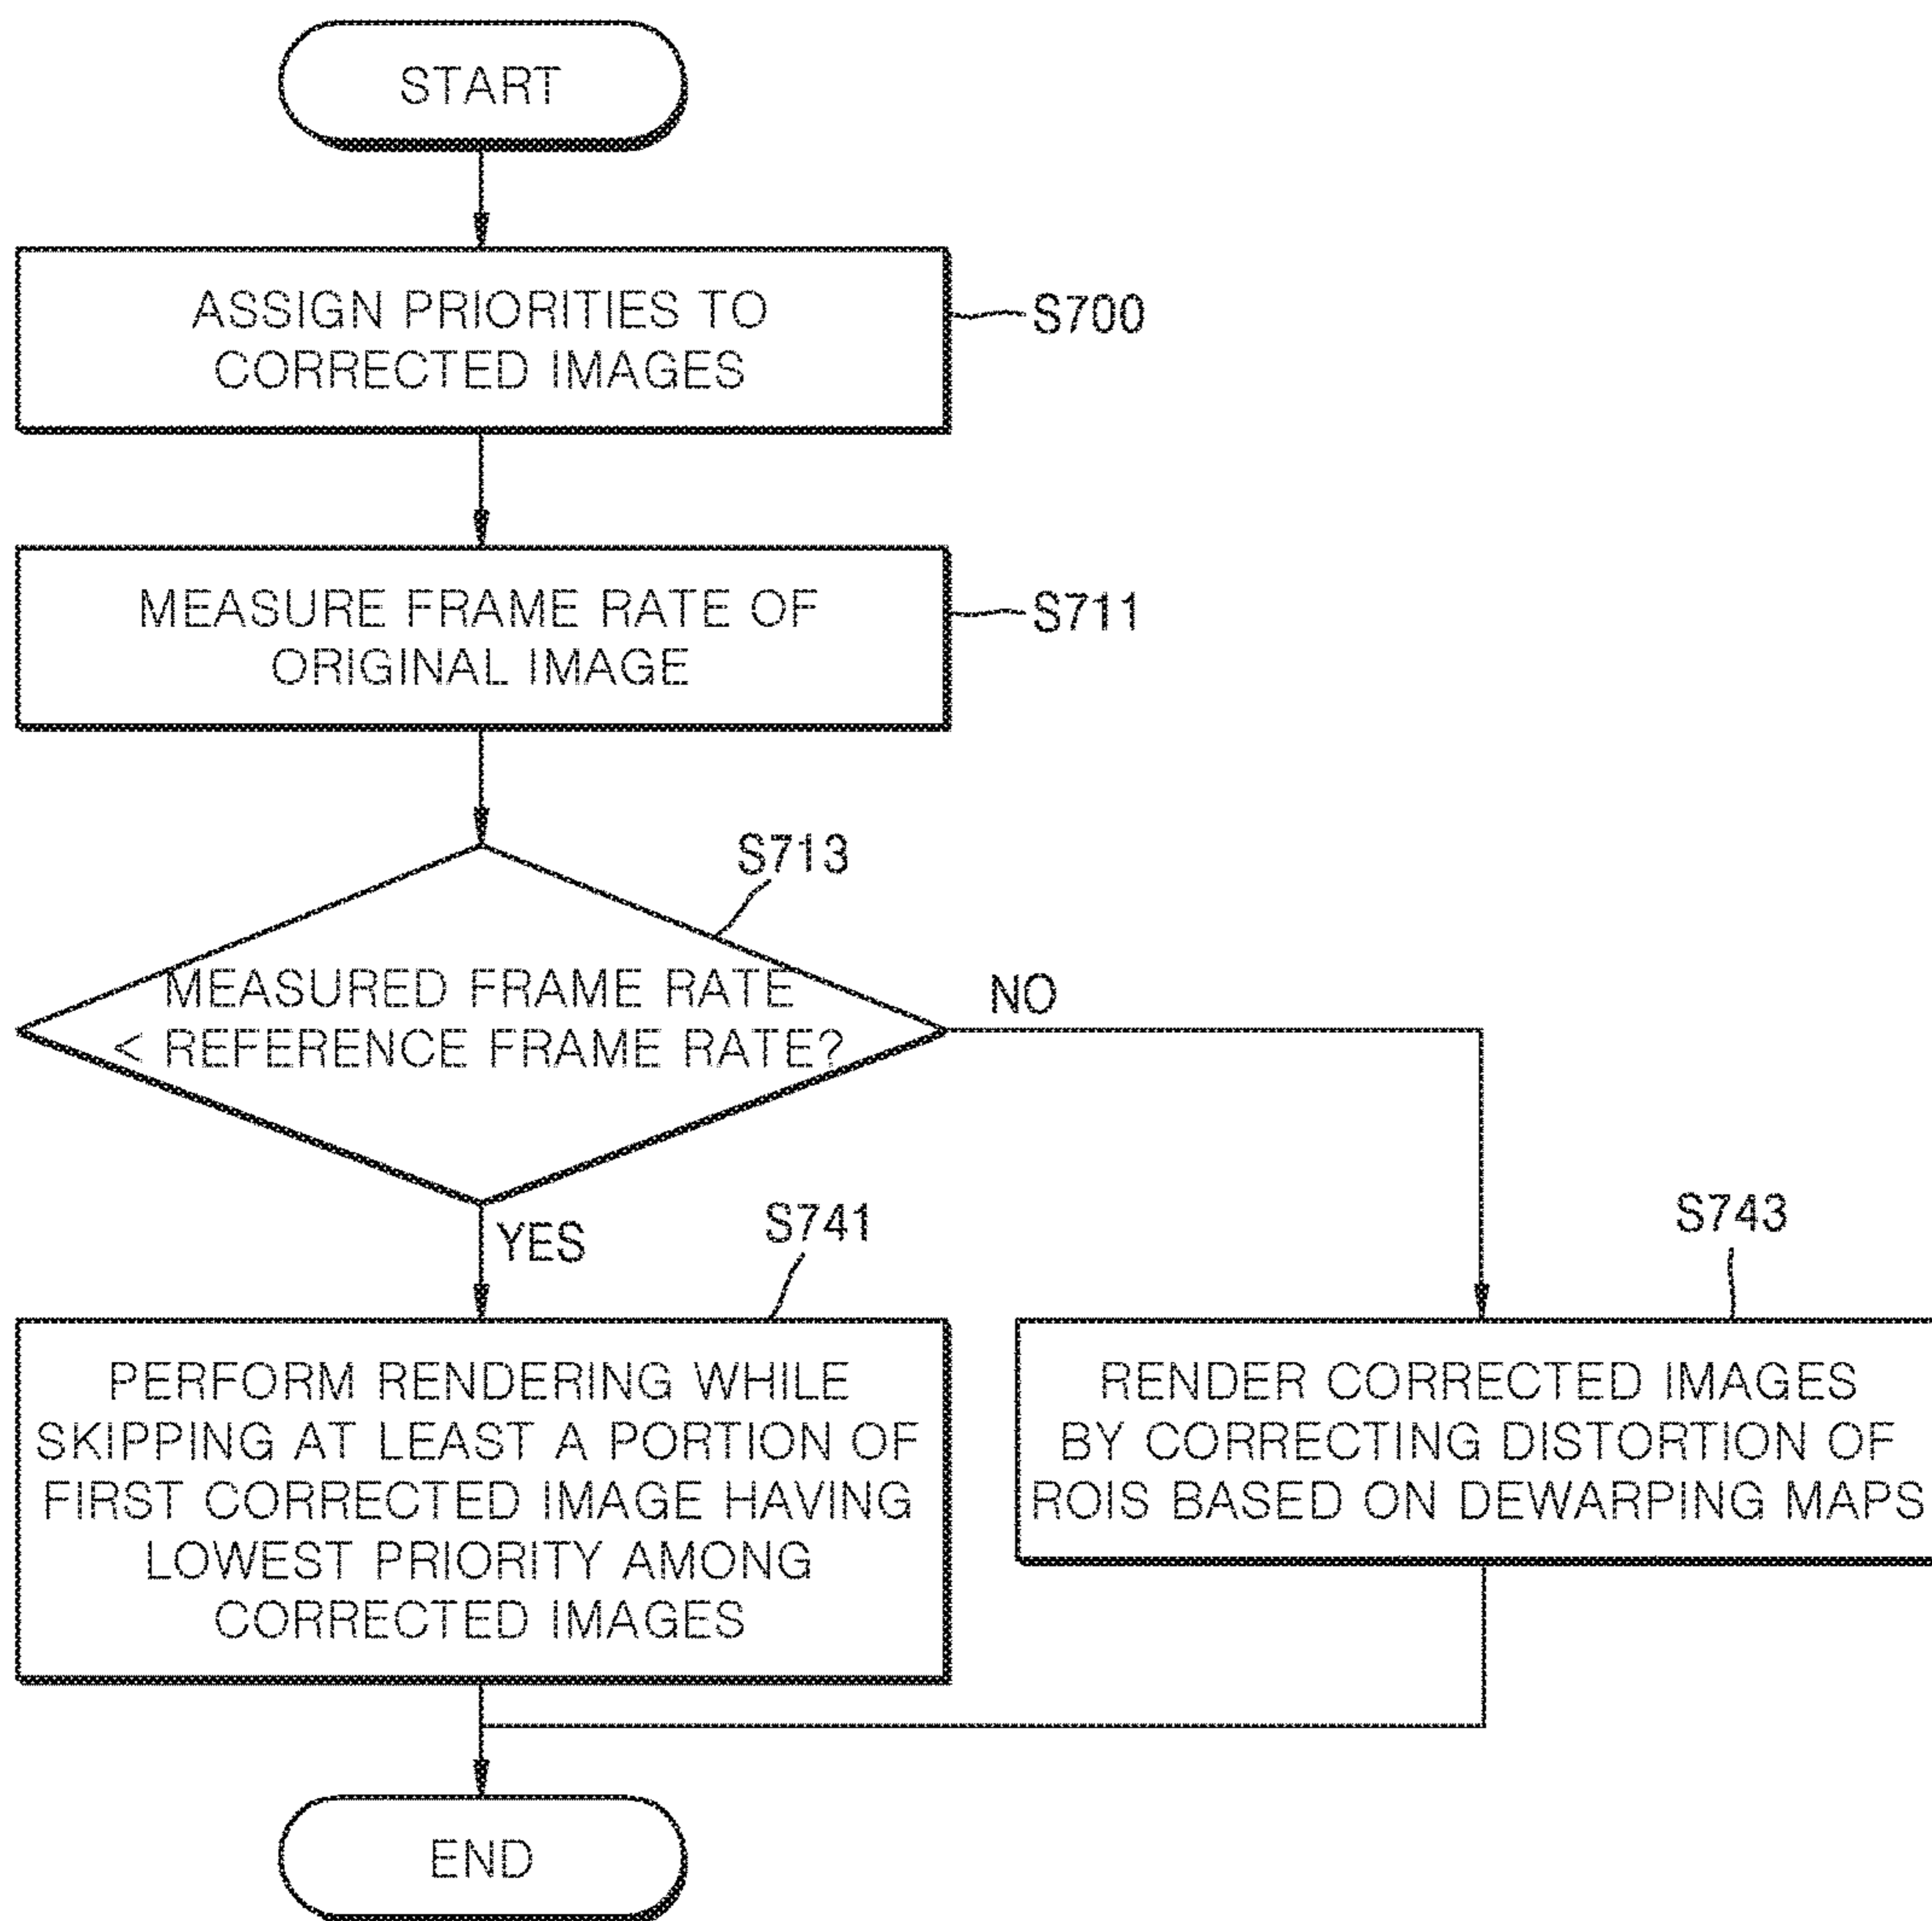 START
ASSIGN PRIORITIES TO
CORRECTED IMAGES
S700
MEASURE FRAME RATE OF
ORIGINAL IMAGE
S711
S713
MEASURED FRAME RATE
< REFERENCE FRAME RATE?
NO
YES
S741
S743
PERFORM RENDERING WHILE
SKIPPING AT LEAST A PORTION OF
FIRST CORRECTED IMAGE HAVING
LOWEST PRIORITY AMONG
CORRECTED IMAGES
RENDER CORRECTED IMAGES
BY CORRECTING DISTORTION OF
ROIS BASED ON DEWARPING MAPS
END